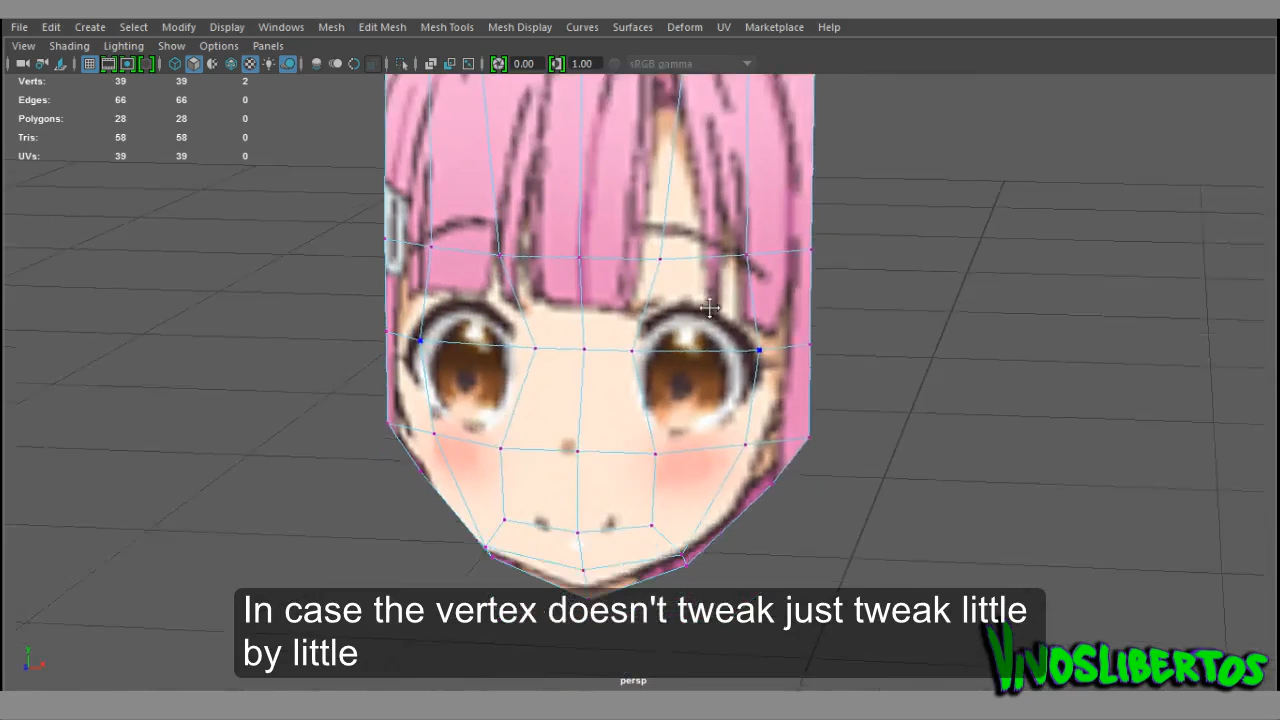 File Edit Create Select Modify Display Windows Mesh Edit Mesh Mesh Tools Mesh Display Curves Surfaces Deform UV Marketplace Help
View Shading Lighting Show Options Panels
0.00 1.00 sRGB gamma
Verts: 39 39 2
Edges: 66 66 0
Polygons: 28 28 0
Tris: 58 58 0
UVs: 39 39 0
In case the vertex doesn't tweak just tweak little
by little
VIVOSLIBERTOS
persp